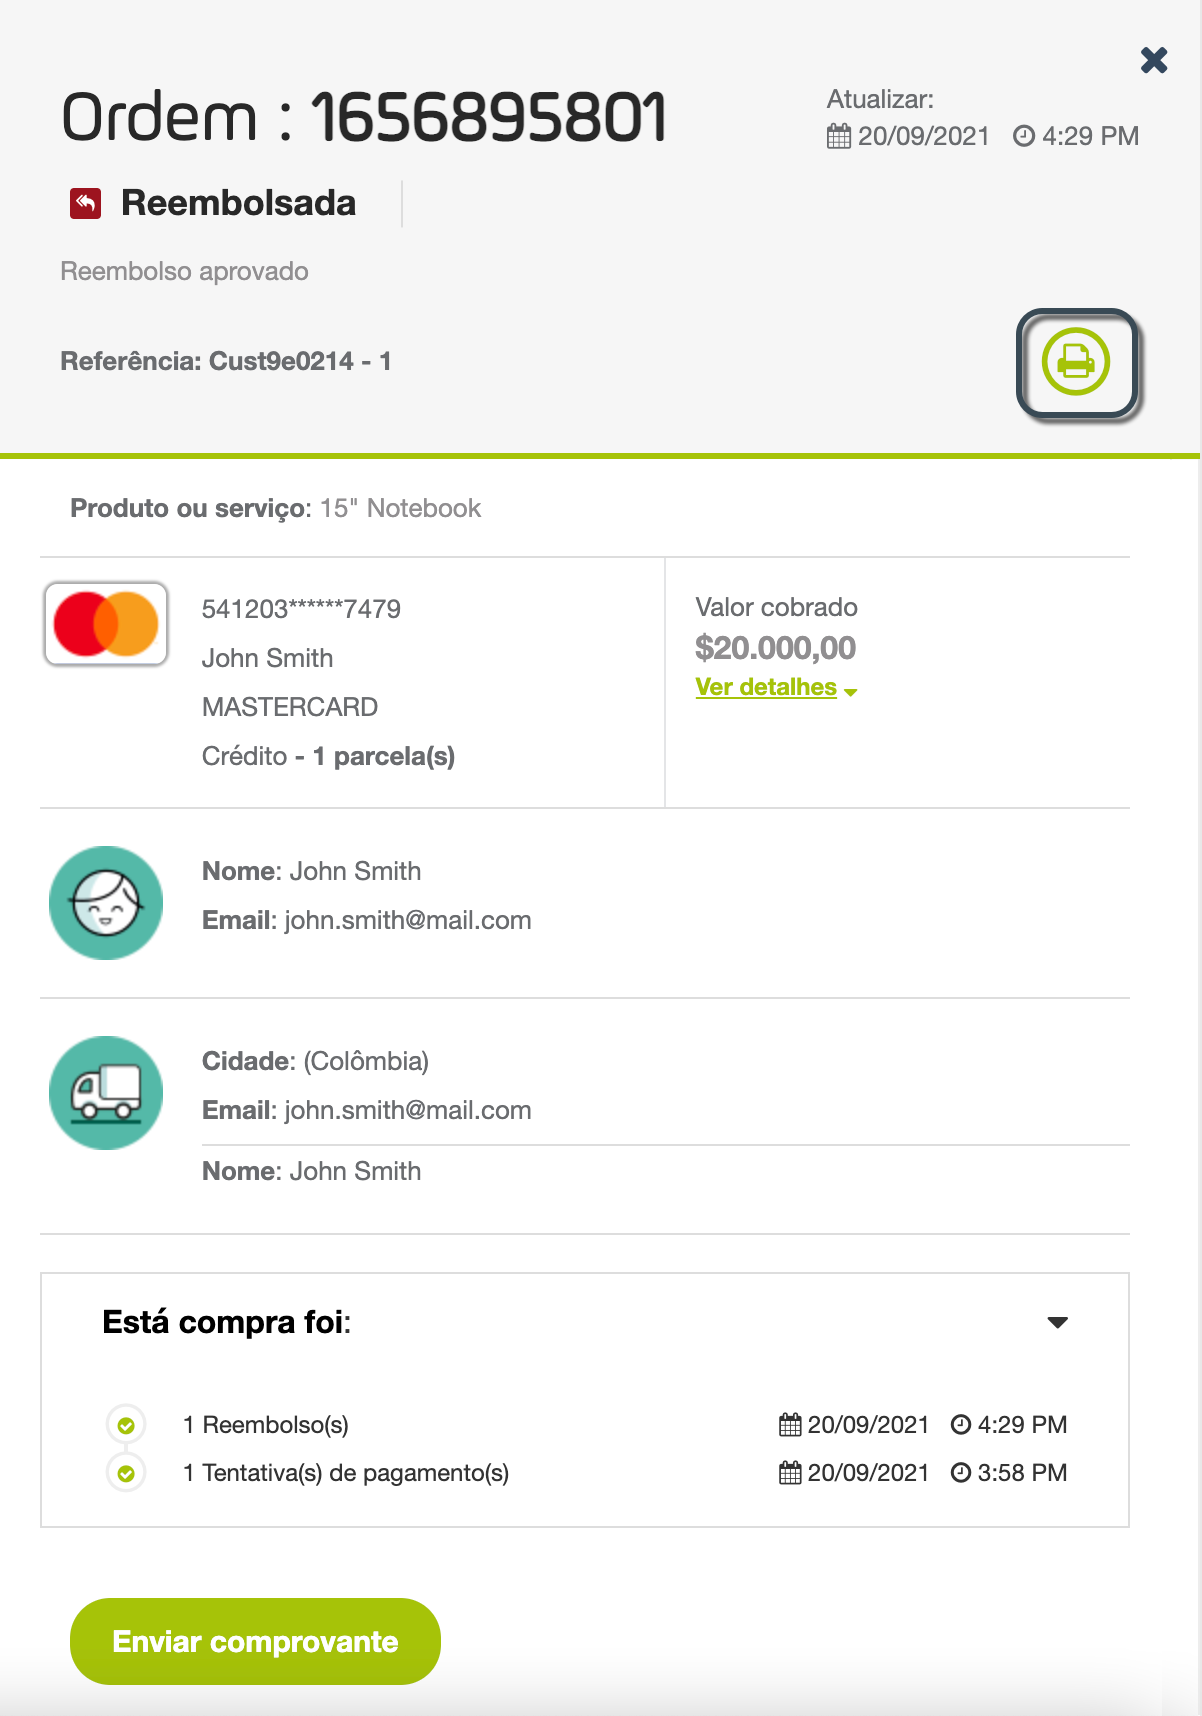 Ordem : 1656895801
Atualizar:
20/09/2021 4:29 PM
Reembolsada
Reembolso aprovado
Referência: Cust9e0214 - 1
Produto ou serviço: 15" Notebook
541203******7479
John Smith
MASTERCARD
Crédito - 1 parcela(s)
Valor cobrado
$20.000,00
Ver detalhes
Nome: John Smith
Email: john.smith@mail.com
Cidade: (Colômbia)
Email: john.smith@mail.com
Nome: John Smith
Está compra foi:
1 Reembolso(s) 20/09/2021 4:29 PM
1 Tentativa(s) de pagamento(s) 20/09/2021 3:58 PM
Enviar comprovante